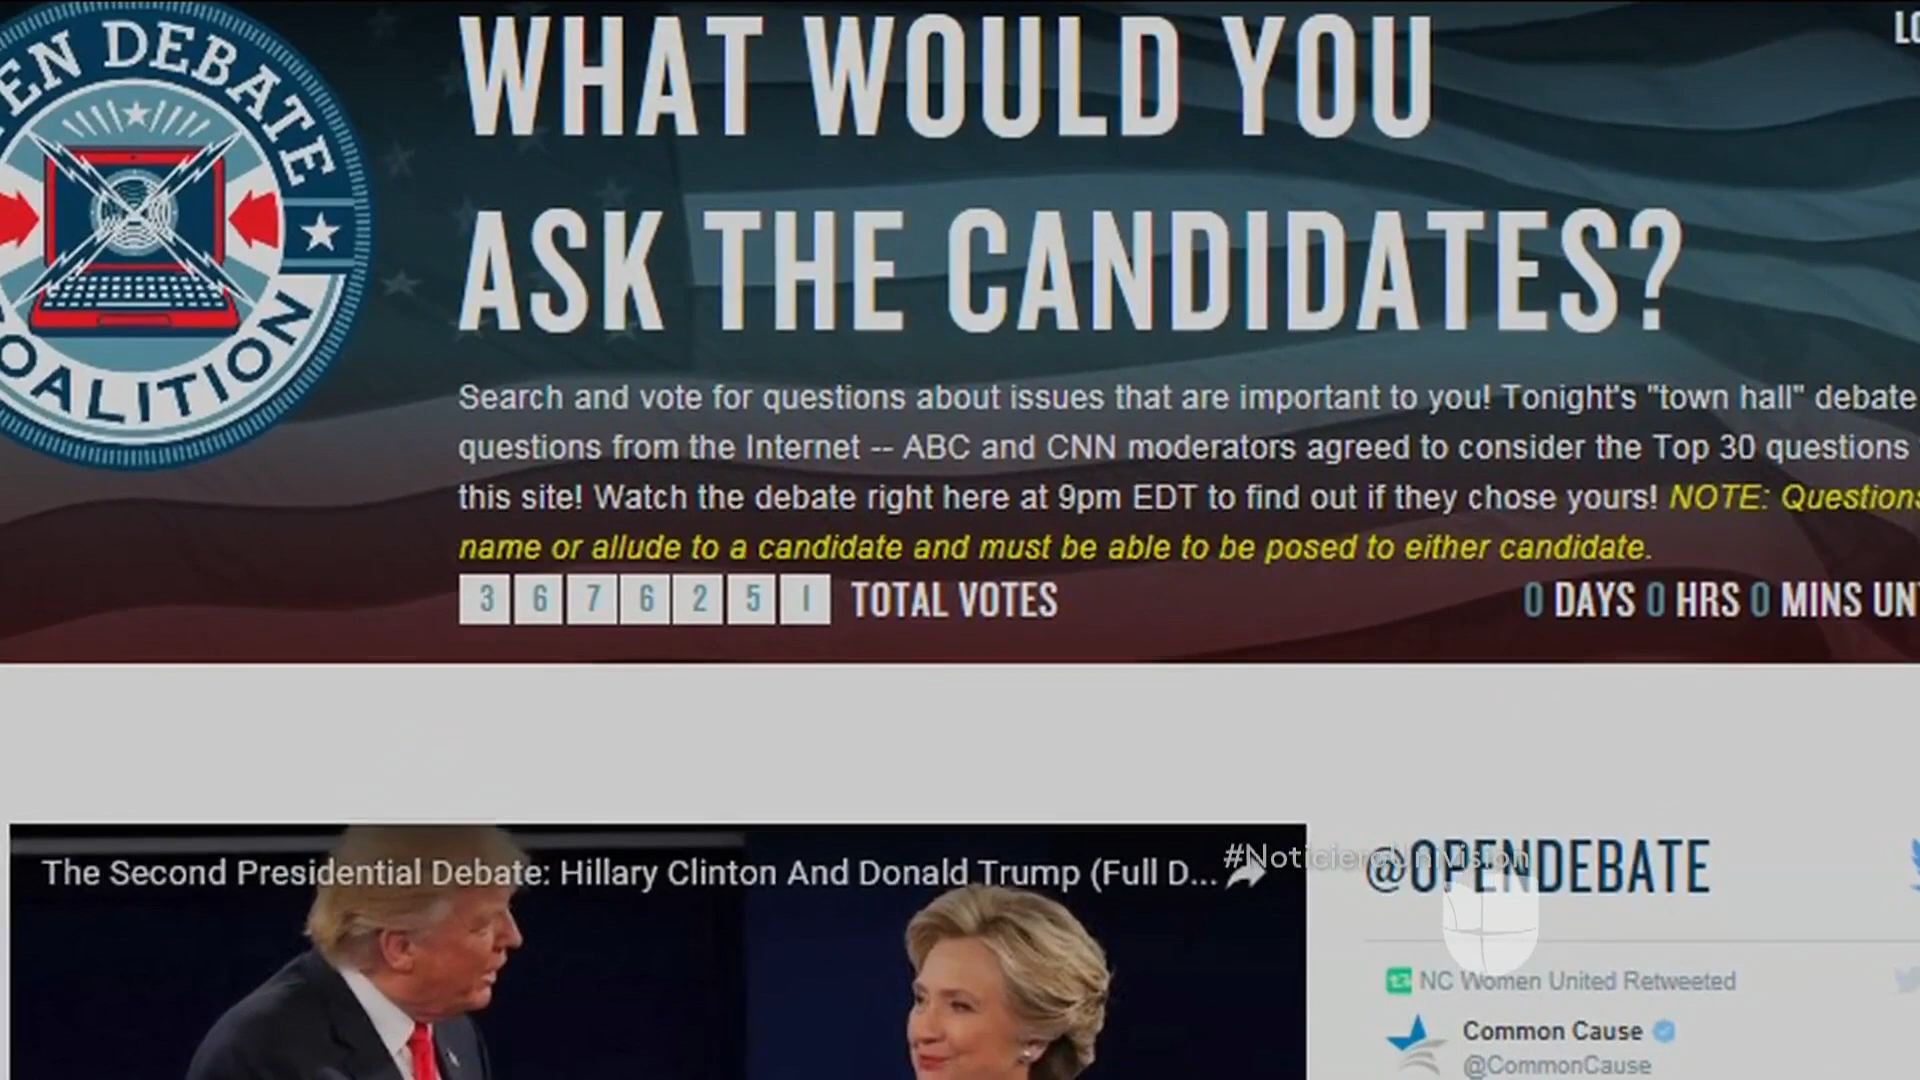 EN DEBATE
OALITION
WHAT WOULD YOU
ASK THE CANDIDATES?
Search and vote for questions about issues that are important to you! Tonight's "town hall" debate
questions from the Internet -- ABC and CNN moderators agreed to consider the Top 30 questions
this site! Watch the debate right here at 9pm EDT to find out if they chose yours! NOTE: Questions
name or allude to a candidate and must be able to be posed to either candidate.
3 6 7 6 2 5 1 TOTAL VOTES
0 DAYS 0 HRS 0 MINS UN
The Second Presidential Debate: Hillary Clinton And Donald Trump (Full D...
#NoticieroUnivision
@OPENDEBATE
NC Women United Retweeted
Common Cause
@CommonCause